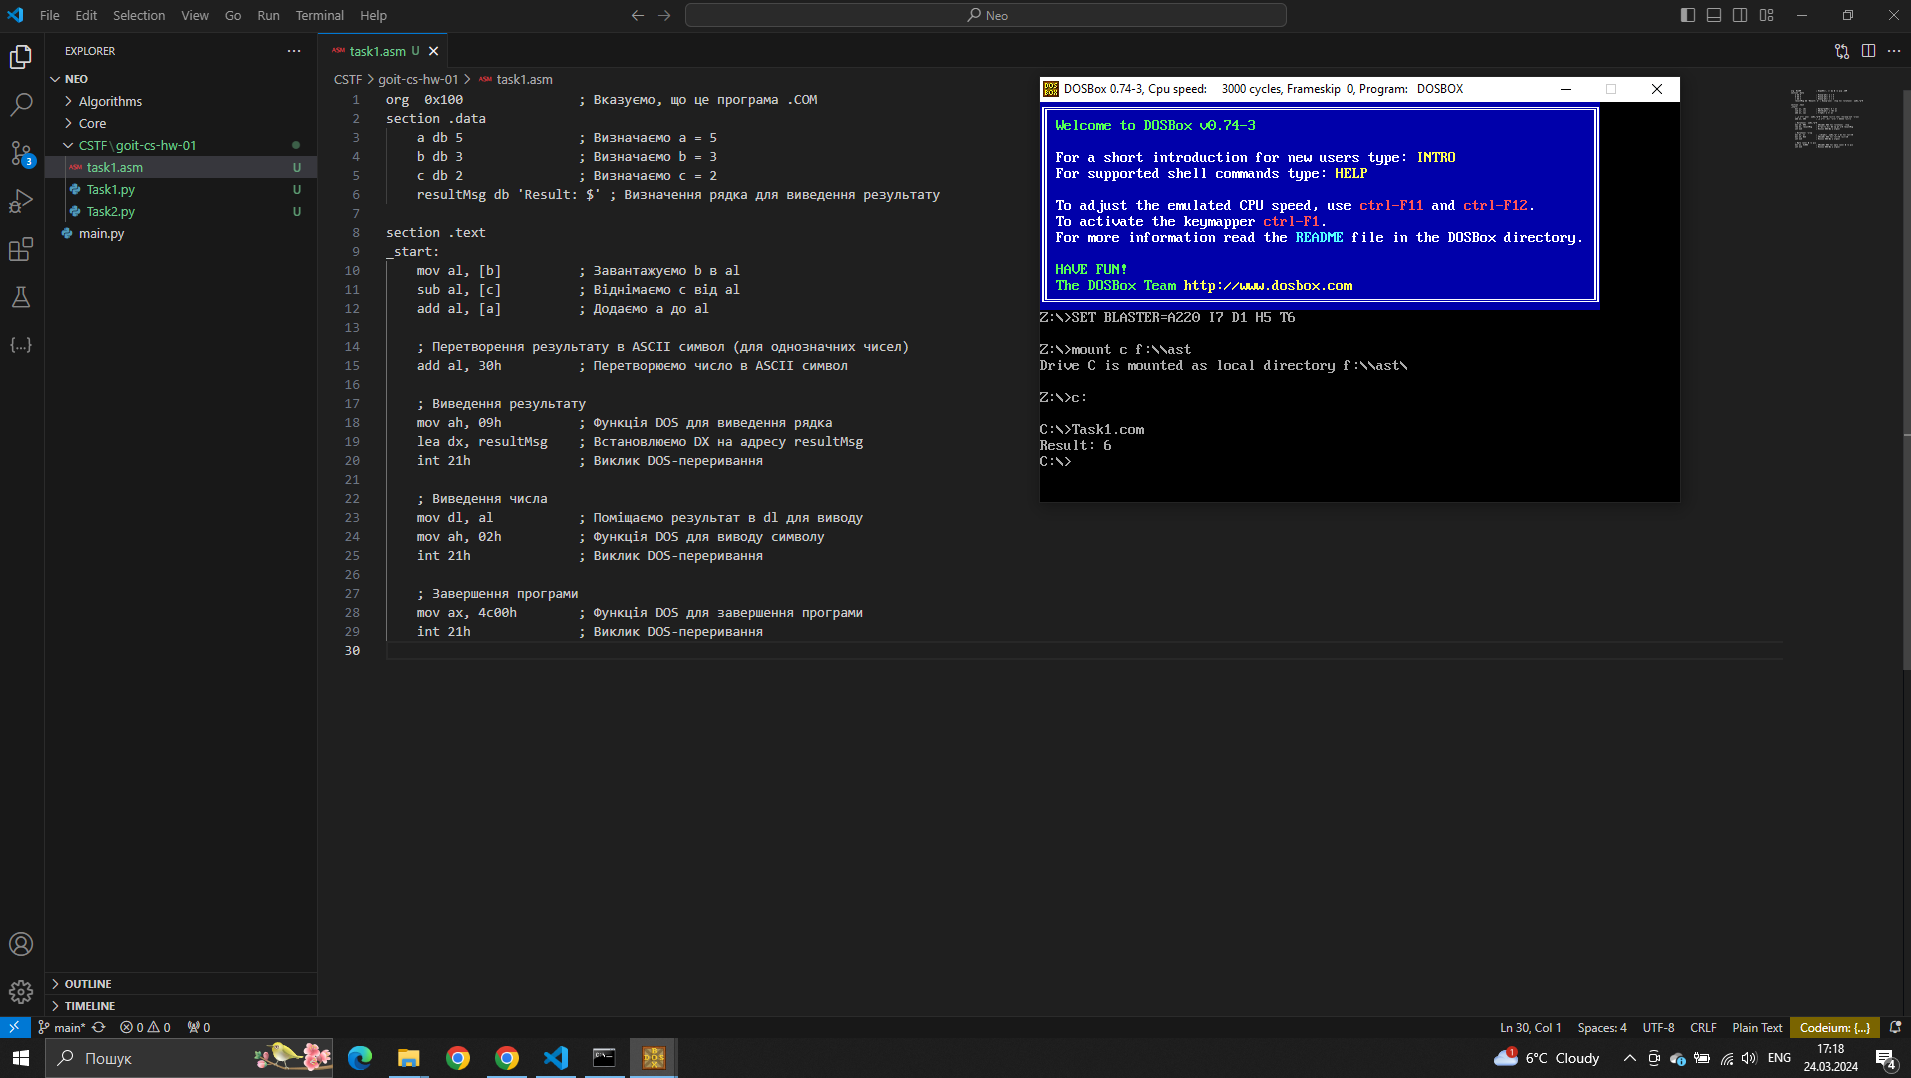 File Edit Selection View Go Run Terminal Help
Neo
EXPLORER
NEO
Algorithms
Core
CSTF\goit-cs-hw-01
ASM task1.asm U
Task1.py U
Task2.py U
main.py
OUTLINE
TIMELINE
ASM task1.asm U
CSTF > goit-cs-hw-01 > ASM task1.asm
1 org  0x100 ; Вказуємо, що це програма .COM
2 section .data
3 a db 5 ; Визначаємо a = 5
4 b db 3 ; Визначаємо b = 3
5 c db 2 ; Визначаємо c = 2
6 resultMsg db 'Result: $' ; Визначення рядка для виведення результату
7
8 section .text
9 _start:
10 mov al, [b] ; Завантажуємо b в al
11 sub al, [c] ; Віднімаємо c від al
12 add al, [a] ; Додаємо a до al
13
14 ; Перетворення результату в ASCII символ (для однозначних чисел)
15 add al, 30h ; Перетворюємо число в ASCII символ
16
17 ; Виведення результату
18 mov ah, 09h ; Функція DOS для виведення рядка
19 lea dx, resultMsg ; Встановлюємо DX на адресу resultMsg
20 int 21h ; Виклик DOS-переривання
21
22 ; Виведення числа
23 mov dl, al ; Поміщаємо результат в dl для виводу
24 mov ah, 02h ; Функція DOS для виводу символу
25 int 21h ; Виклик DOS-переривання
26
27 ; Завершення програми
28 mov ax, 4c00h ; Функція DOS для завершення програми
29 int 21h ; Виклик DOS-переривання
30
DOSBox 0.74-3, Cpu speed: 3000 cycles, Frameskip 0, Program: DOSBOX
Welcome to DOSBox v0.74-3
For a short introduction for new users type: INTRO
For supported shell commands type: HELP
To adjust the emulated CPU speed, use ctrl-F11 and ctrl-F12.
To activate the keymapper ctrl-F1.
For more information read the README file in the DOSBox directory.
HAVE FUN!
The DOSBox Team http://www.dosbox.com
Z:\>SET BLASTER=A220 I7 D1 H5 T6
Z:\>mount c f:\\ast
Drive C is mounted as local directory f:\\ast\
Z:\>c:
C:\>Task1.com
Result: 6
C:\>
3
main* 0 0 0
Ln 30, Col 1 Spaces: 4 UTF-8 CRLF Plain Text Codeium: {...}
Пошук
1 6°C Cloudy ENG 17:18
24.03.2024
4